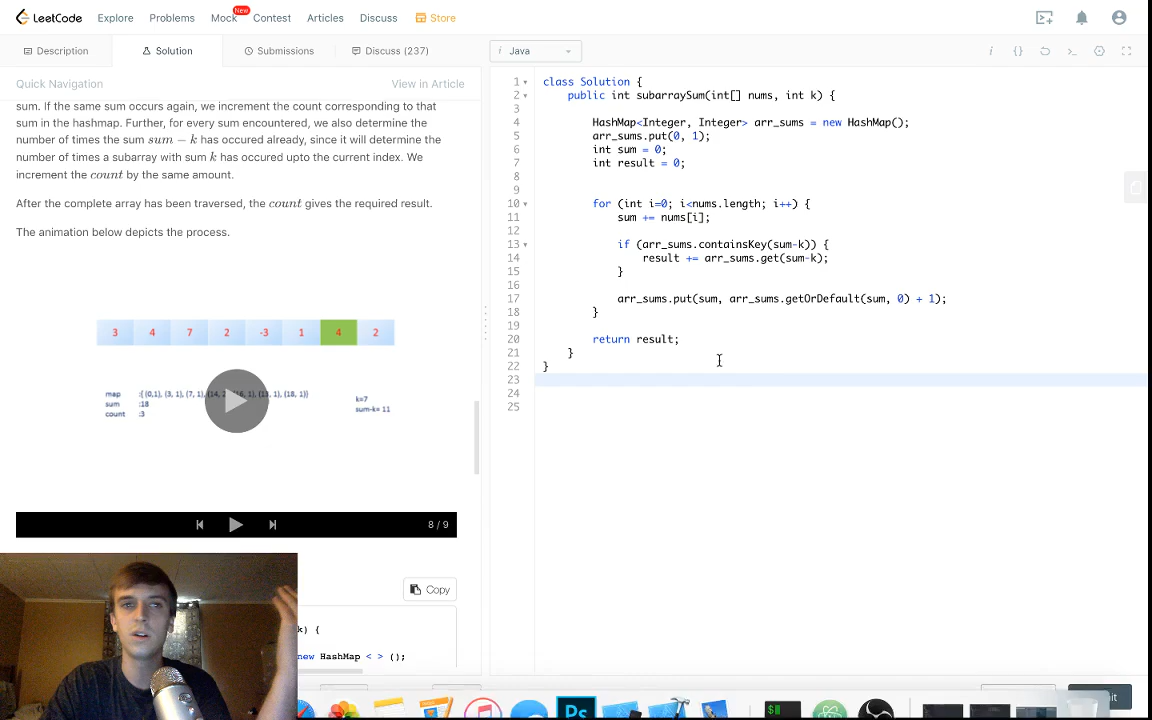 LeetCode Explore Problems Mock New Contest Articles Discuss Store
Description Solution Submissions Discuss (237) i Java
Quick Navigation View in Article
sum. If the same sum occurs again, we increment the count corresponding to that
sum in the hashmap. Further, for every sum encountered, we also determine the
number of times the sum sum − k has occured already, since it will determine the
number of times a subarray with sum k has occured upto the current index. We
increment the count by the same amount.
After the complete array has been traversed, the count gives the required result.
The animation below depicts the process.
3 4 7 2 -3 1 4 2
map :{ (0,1), (3, 1), (7, 1), (18, 1)}
sum :18
count :3
k=7
sum-k= 11
8 / 9
Copy
k) {
new HashMap < > ();
1 class Solution {
2 public int subarraySum(int[] nums, int k) {
3
4 HashMap<Integer, Integer> arr_sums = new HashMap();
5 arr_sums.put(0, 1);
6 int sum = 0;
7 int result = 0;
8
9
10 for (int i=0; i<nums.length; i++) {
11 sum += nums[i];
12
13 if (arr_sums.containsKey(sum-k)) {
14 result += arr_sums.get(sum-k);
15 }
16
17 arr_sums.put(sum, arr_sums.getOrDefault(sum, 0) + 1);
18 }
19
20 return result;
21 }
22 }
23
24
25
Ps
$
it